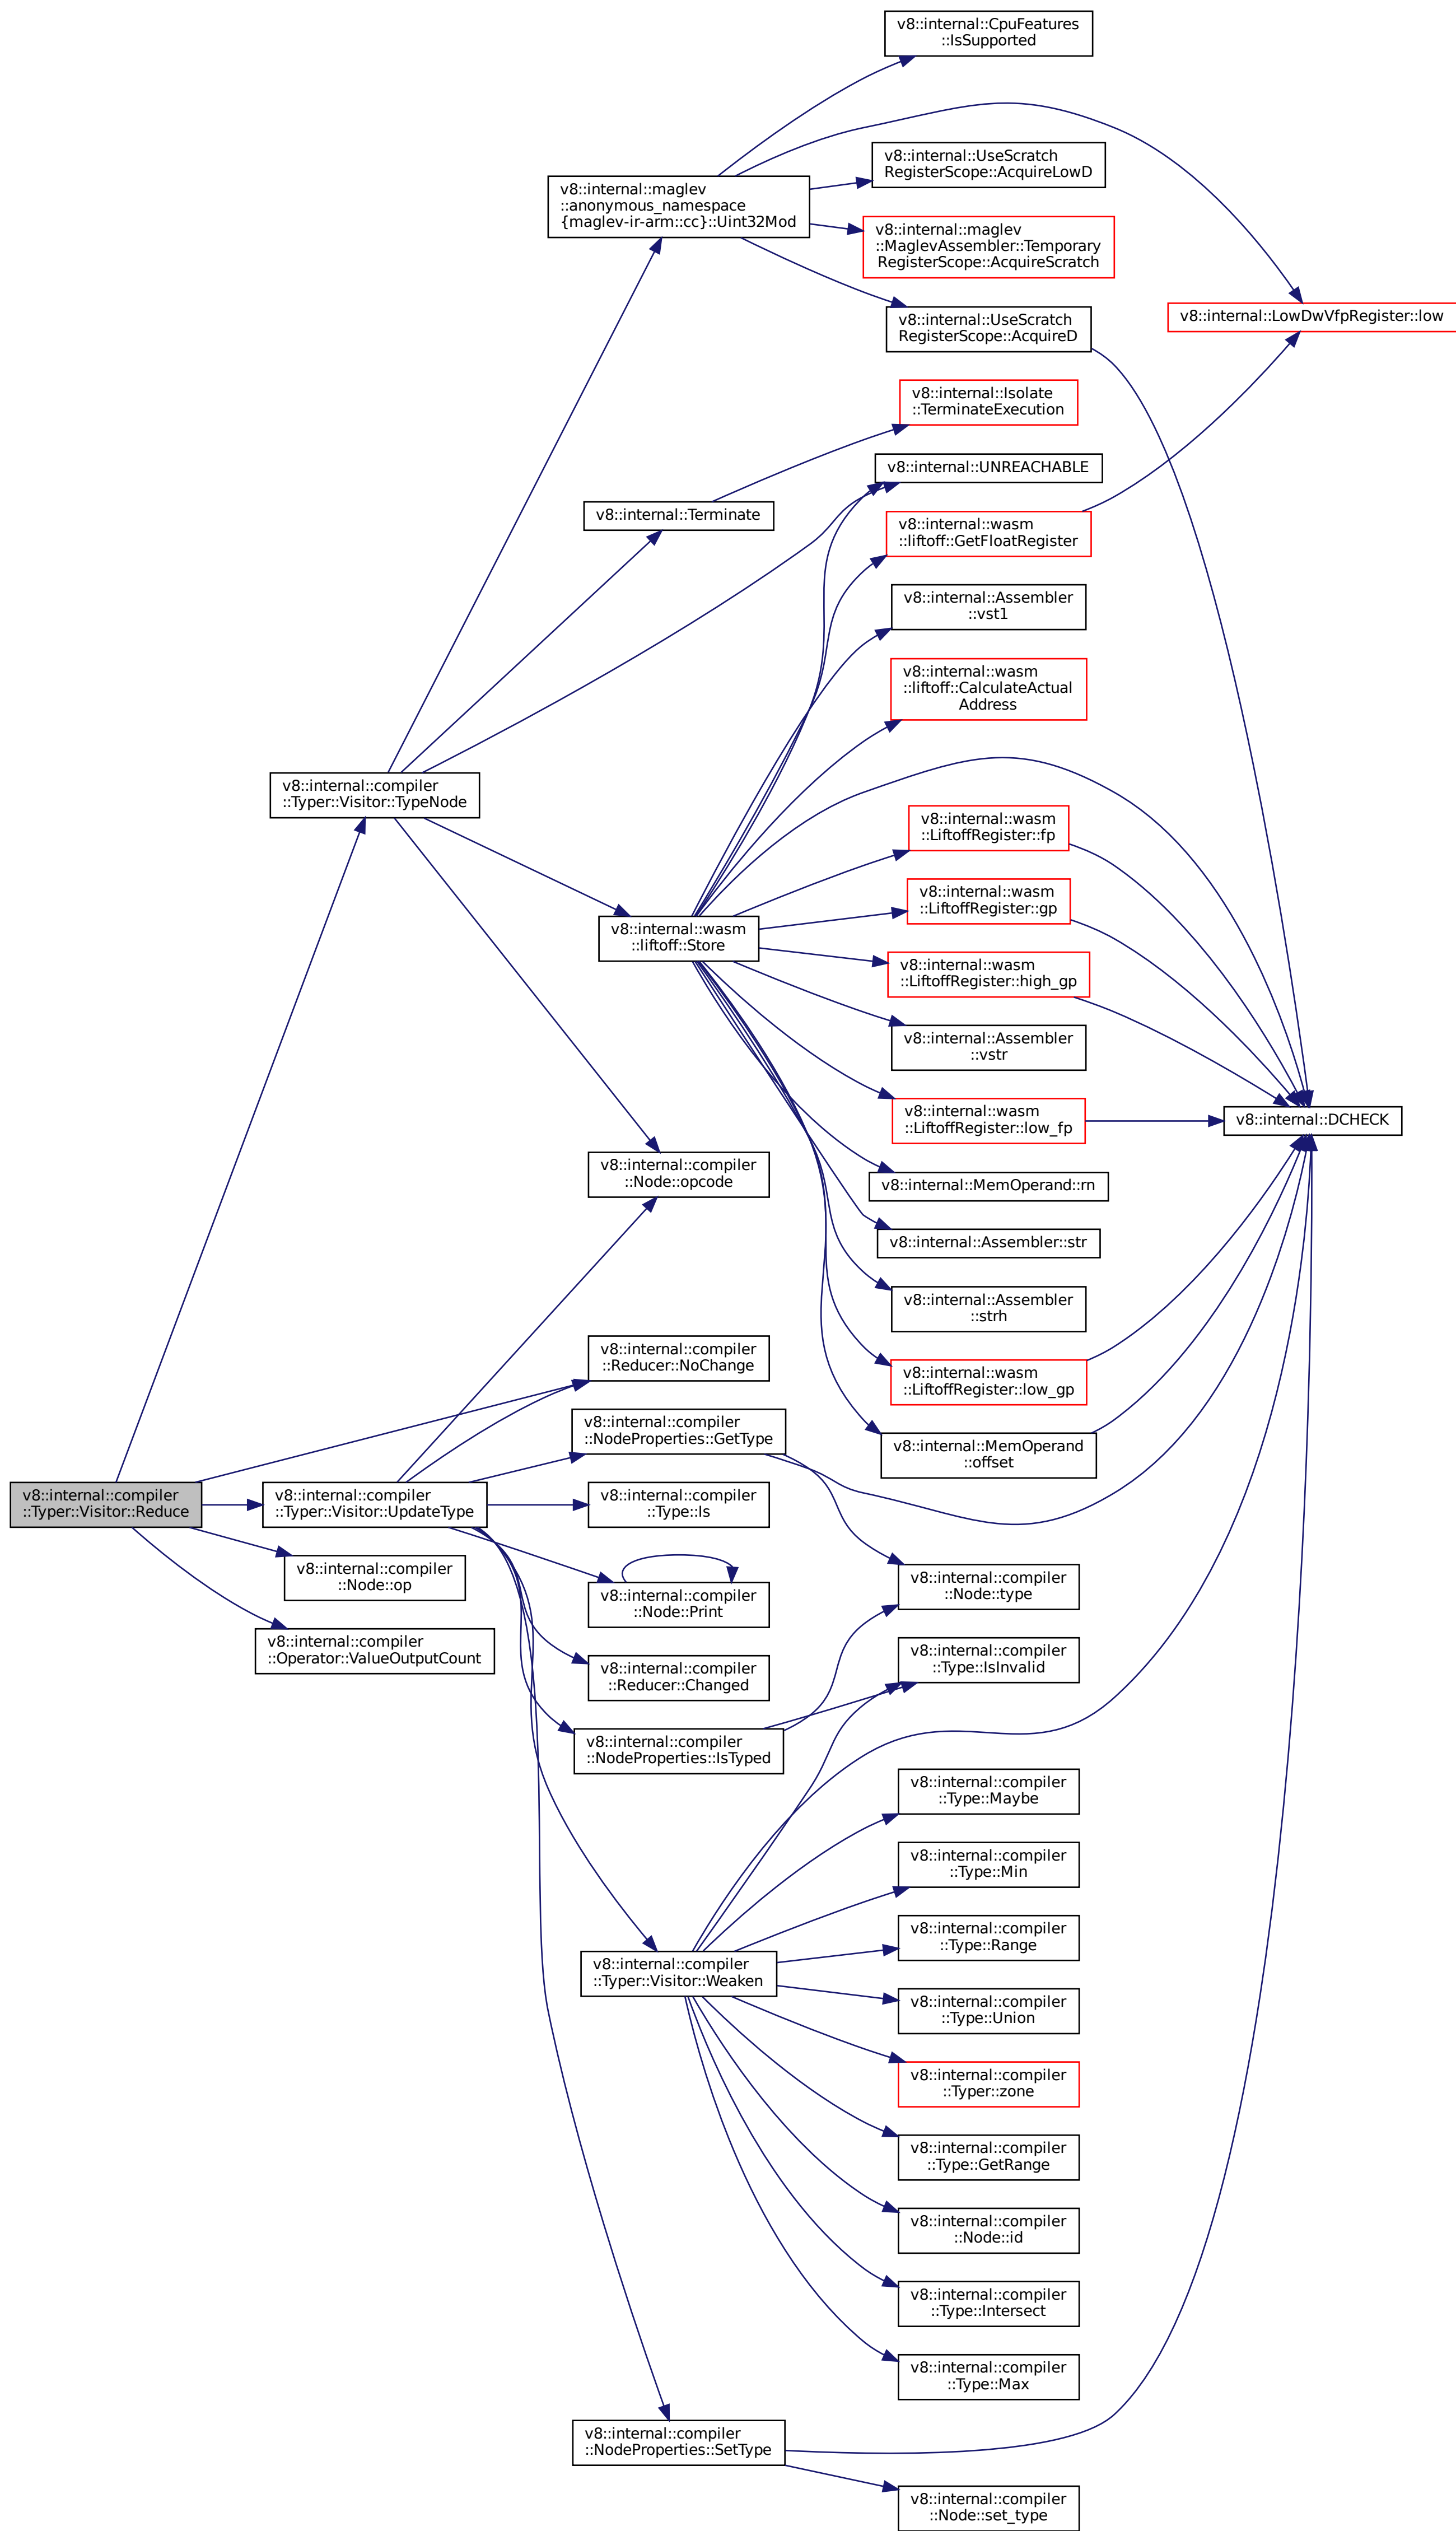 v8::internal::CpuFeatures
::IsSupported
v8::internal::UseScratch
RegisterScope::AcquireLowD
v8::internal::maglev
::anonymous_namespace
{maglev-ir-arm::cc}::Uint32Mod
v8::internal::maglev
::MaglevAssembler::Temporary
RegisterScope::AcquireScratch
v8::internal::LowDwVfpRegister::low
v8::internal::UseScratch
RegisterScope::AcquireD
v8::internal::Isolate
::TerminateExecution
v8::internal::UNREACHABLE
v8::internal::Terminate
v8::internal::wasm
::liftoff::GetFloatRegister
v8::internal::Assembler
::vst1
v8::internal::wasm
::liftoff::CalculateActual
Address
v8::internal::compiler
::Typer::Visitor::TypeNode
v8::internal::wasm
::LiftoffRegister::fp
v8::internal::wasm
::LiftoffRegister::gp
v8::internal::wasm
::liftoff::Store
v8::internal::wasm
::LiftoffRegister::high_gp
v8::internal::Assembler
::vstr
v8::internal::wasm
::LiftoffRegister::low_fp
v8::internal::DCHECK
v8::internal::compiler
::Node::opcode
v8::internal::MemOperand::rn
v8::internal::Assembler::str
v8::internal::Assembler
::strh
v8::internal::compiler
::Reducer::NoChange
v8::internal::wasm
::LiftoffRegister::low_gp
v8::internal::compiler
::NodeProperties::GetType
v8::internal::MemOperand
::offset
v8::internal::compiler
::Typer::Visitor::Reduce
v8::internal::compiler
::Typer::Visitor::UpdateType
v8::internal::compiler
::Type::Is
v8::internal::compiler
::Node::op
v8::internal::compiler
::Node::type
v8::internal::compiler
::Node::Print
v8::internal::compiler
::Operator::ValueOutputCount
v8::internal::compiler
::Type::IsInvalid
v8::internal::compiler
::Reducer::Changed
v8::internal::compiler
::NodeProperties::IsTyped
v8::internal::compiler
::Type::Maybe
v8::internal::compiler
::Type::Min
v8::internal::compiler
::Type::Range
v8::internal::compiler
::Typer::Visitor::Weaken
v8::internal::compiler
::Type::Union
v8::internal::compiler
::Typer::zone
v8::internal::compiler
::Type::GetRange
v8::internal::compiler
::Node::id
v8::internal::compiler
::Type::Intersect
v8::internal::compiler
::Type::Max
v8::internal::compiler
::NodeProperties::SetType
v8::internal::compiler
::Node::set_type